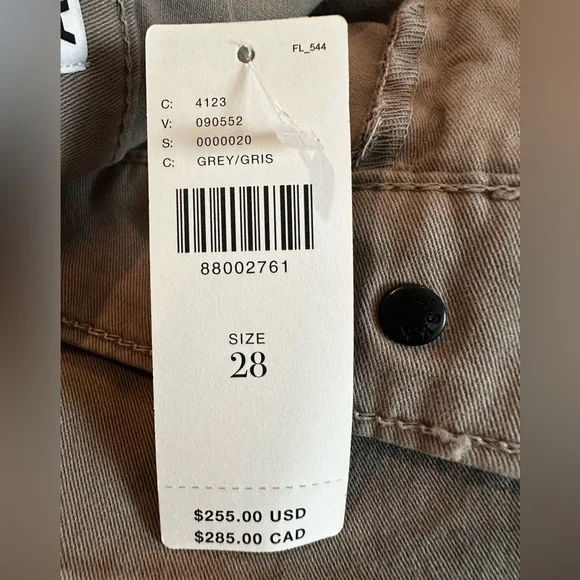 FL_544
C: 4123
V: 090552
S: 0000020
C: GREY/GRIS
88002761
SIZE
28
$255.00 USD
$285.00 CAD